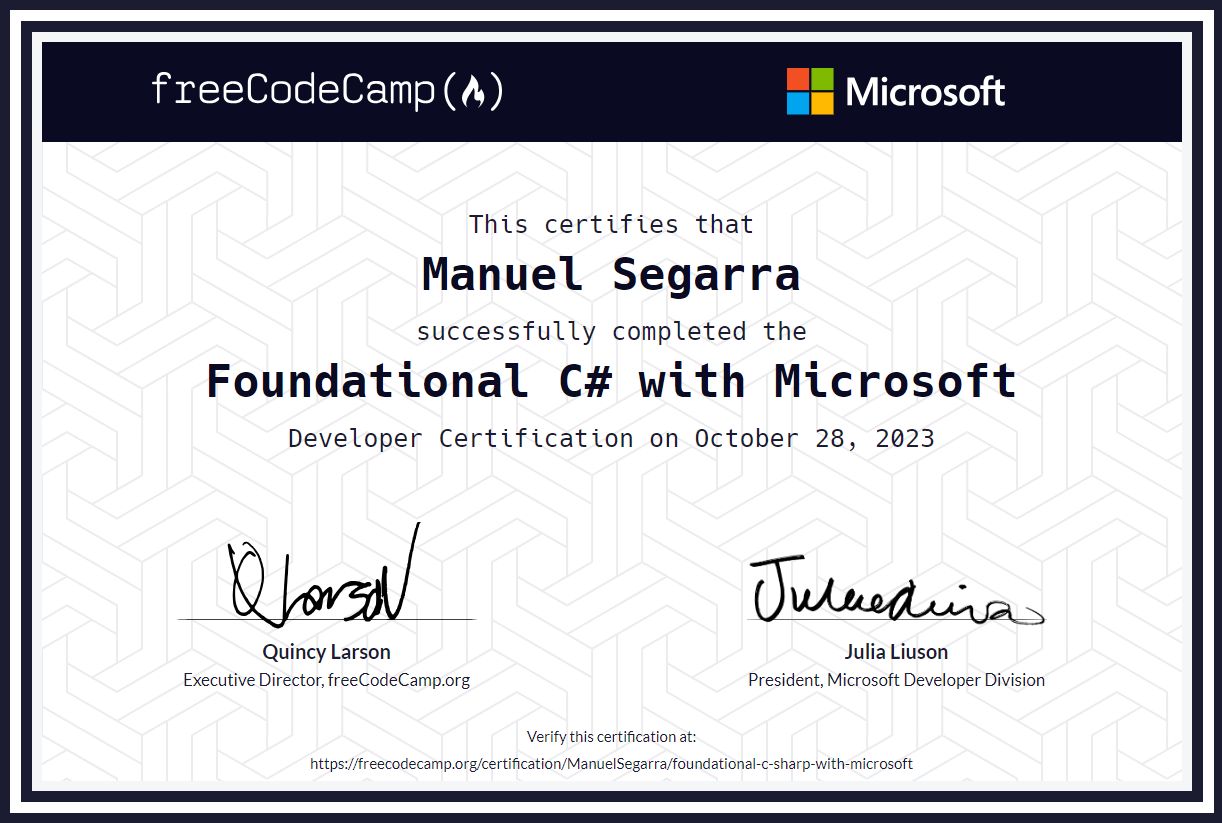 freeCodeCamp(🔥)
Microsoft
This certifies that
Manuel Segarra
successfully completed the
Foundational C# with Microsoft
Developer Certification on October 28, 2023
Quincy Larson
Executive Director, freeCodeCamp.org
Julia Liuson
President, Microsoft Developer Division
Verify this certification at:
https://freecodecamp.org/certification/ManuelSegarra/foundational-c-sharp-with-microsoft